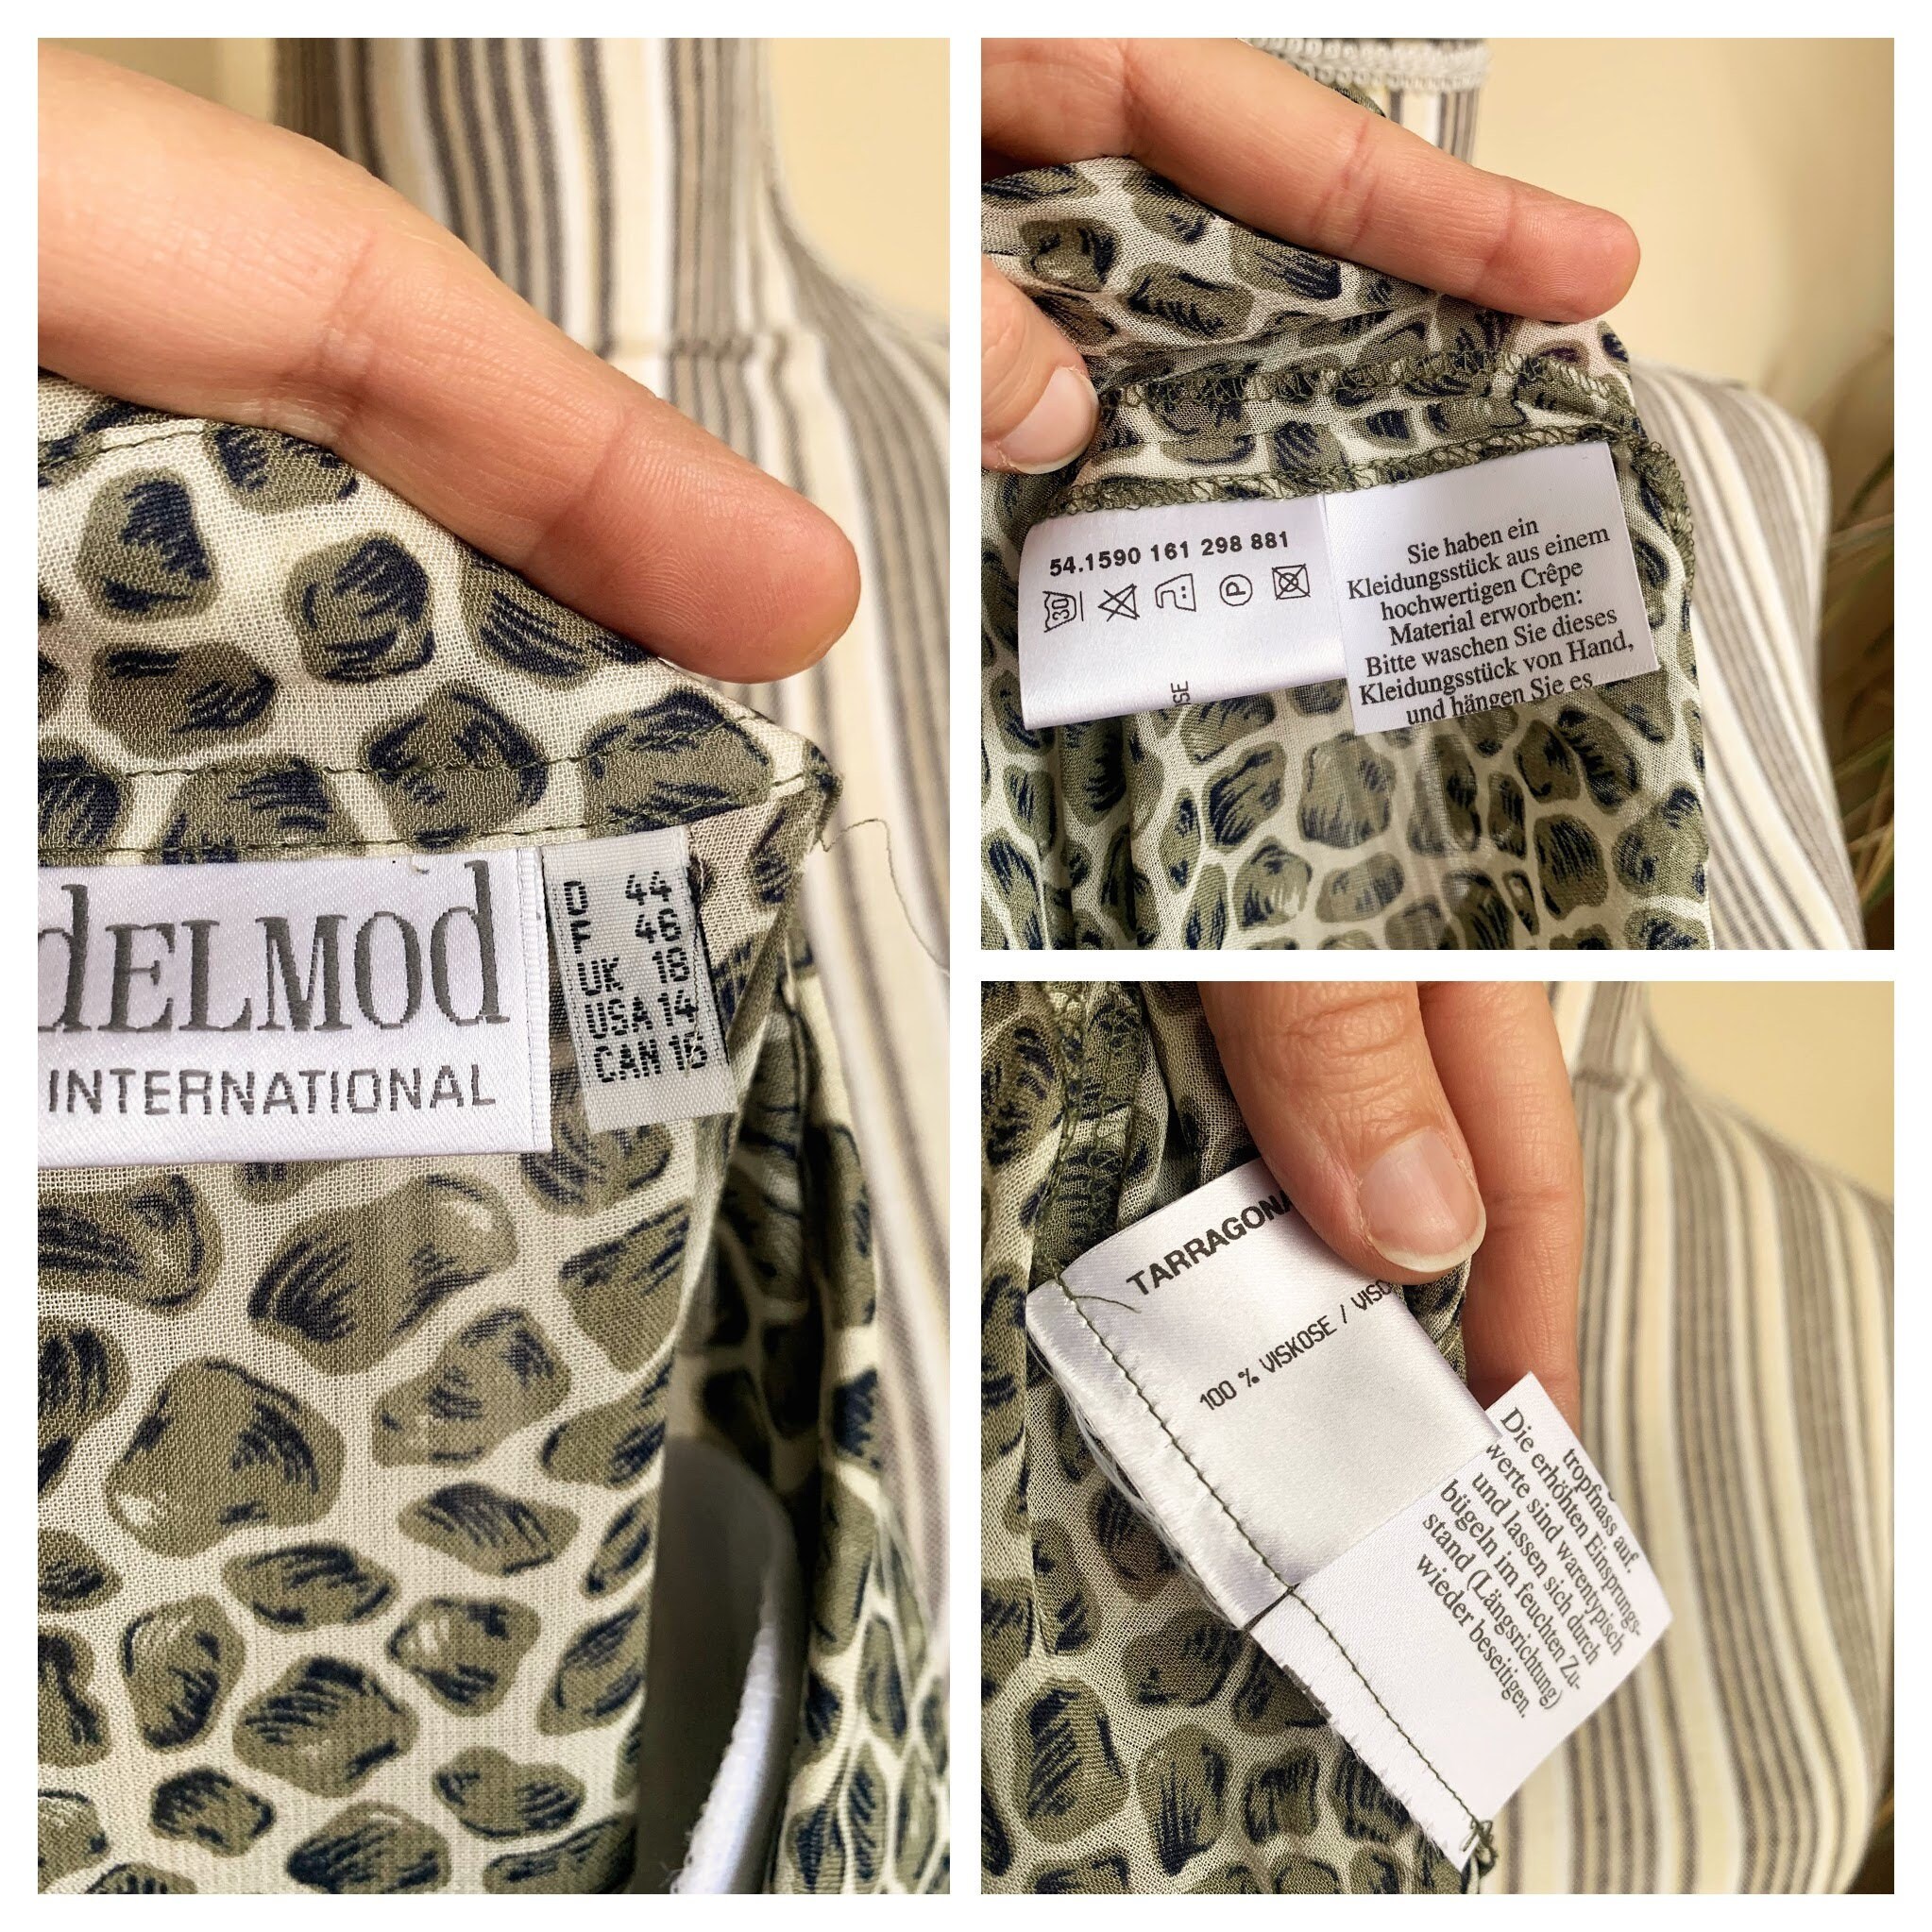 dELMOd
INTERNATIONAL
D 44
F 46
UK 18
USA 14
CAN 16
54.1590 161 298 881
30
P
SE
Sie haben ein
Kleidungsstück aus einem
hochwertigen Crêpe
Material erworben:
Bitte waschen Sie dieses
Kleidungsstück von Hand,
und hängen Sie es
TARRAGONA
100 % VISKOSE /
tropfnass auf.
Die erhöhten Einsprungs-
werte sind warentypisch
und lassen sich durch
bügeln im feuchten Zu-
stand (Längsrichtung)
wieder beseitigen.